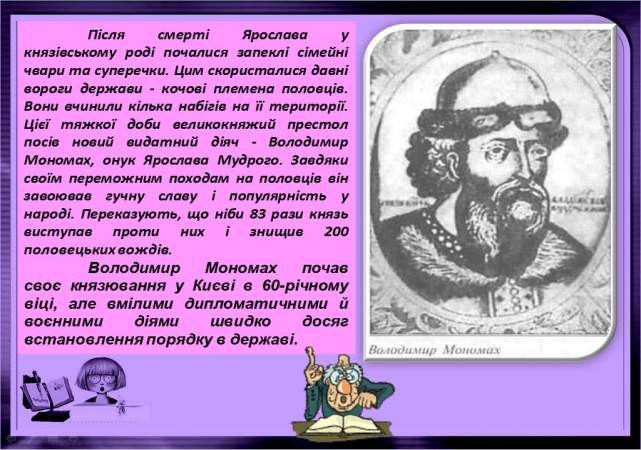 Після смерті Ярослава у
князівському роді почалися запеклі сімейні
чвари та суперечки. Цим скористалися давні
вороги держави - кочові племена половців.
Вони вчинили кілька набігів на її території.
Цієї тяжкої доби великокняжий престол
посів новий видатний діяч - Володимир
Мономах, онук Ярослава Мудрого. Завдяки
своїм переможним походам на половців він
завоював гучну славу і популярність у
народі. Переказують, що ніби 83 рази князь
виступав проти них і знищив 200
половецьких вождів.
Володимир Мономах почав
своє князювання у Києві в 60-річному
віці, але вмілими дипломатичними й
воєнними діями швидко досяг
встановлення порядку в державі.
Володимир Мономах